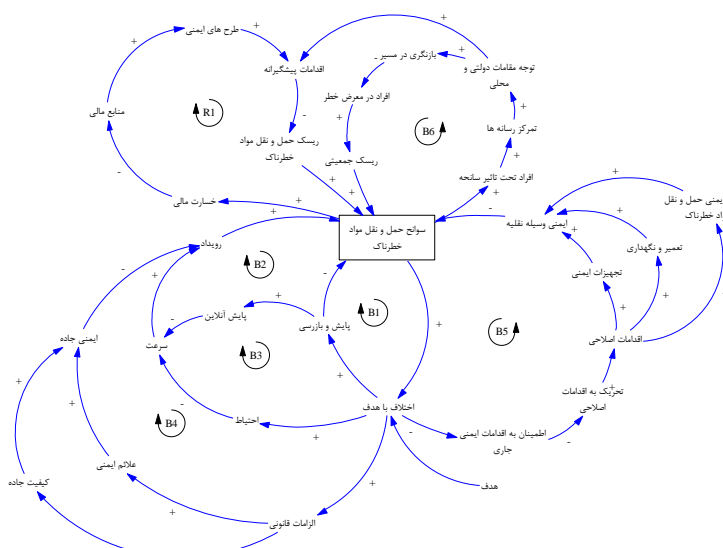 طرح های ایمنی
اقدامات پیشگیرانه
بازنگری در مسیر
توجه مقامات دولتی و
محلی
افراد در معرض خطر
منابع مالی
R1
B6
تمرکز رسانه ها
ریسک حمل و نقل مواد
خطرناک
ریسک جمعیتی
افراد تحت تاثیر سانحه
خسارت مالی
ایمنی حمل و نقل
سوانح حمل و نقل مواد
خطرناک
ایمنی وسیله نقلیه
رویداد
تعمیر و نگهداری
B2
تجهیزات ایمنی
پایش آنلاین
پایش و بازرسی
B1
B5
ایمنی جاده
سرعت
B3
اقدامات اصلاحی
تحریک به اقدامات
اصلاحی
اختلاف با هدف
احتیاط
B4
اطمینان به اقدامات ایمنی
جاری
علائم ایمنی
کیفیت جاده
هدف
الزامات قانونی